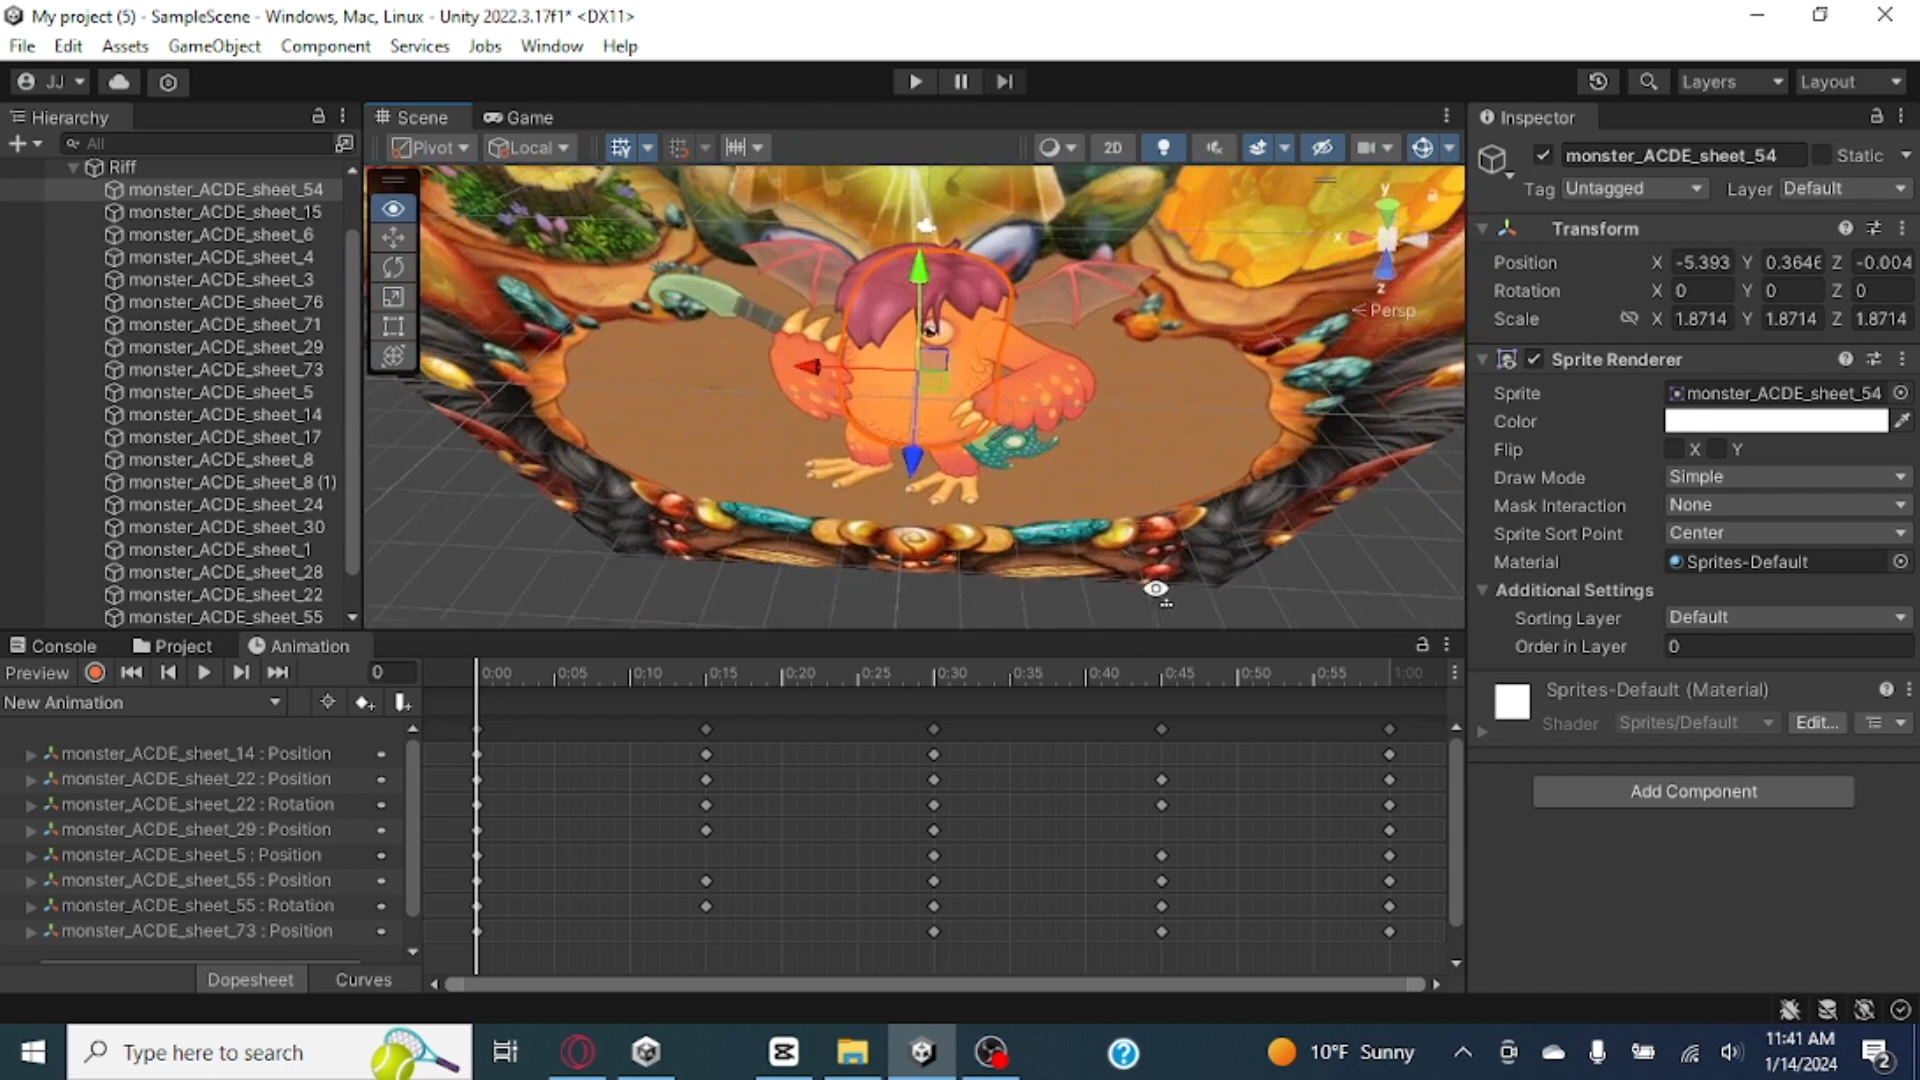 My project (5) - SampleScene - Windows, Mac, Linux - Unity 2022.3.17f1* <DX11>
File Edit Assets GameObject Component Services Jobs Window Help
JJ Layers Layout
Hierarchy Scene Game Inspector
All Pivot Local 2D monster_ACDE_sheet_54 Static
Riff
Tag Untagged Layer Default
monster_ACDE_sheet_54
monster_ACDE_sheet_15
monster_ACDE_sheet_6
monster_ACDE_sheet_4
monster_ACDE_sheet_3
monster_ACDE_sheet_76
monster_ACDE_sheet_71
monster_ACDE_sheet_29
monster_ACDE_sheet_73
monster_ACDE_sheet_5
monster_ACDE_sheet_14
monster_ACDE_sheet_17
monster_ACDE_sheet_8
monster_ACDE_sheet_8 (1)
monster_ACDE_sheet_24
monster_ACDE_sheet_30
monster_ACDE_sheet_1
monster_ACDE_sheet_28
monster_ACDE_sheet_22
monster_ACDE_sheet_55
y
x
z
< Persp
Transform
Position X -5.393 Y 0.364 Z -0.004
Rotation X 0 Y 0 Z 0
Scale X 1.8714 Y 1.8714 Z 1.8714
Sprite Renderer
Sprite monster_ACDE_sheet_54
Color
Flip X Y
Draw Mode Simple
Mask Interaction None
Sprite Sort Point Center
Material Sprites-Default
Additional Settings
Sorting Layer Default
Order in Layer 0
Sprites-Default (Material)
Shader Sprites/Default Edit...
Add Component
Console Project Animation
Preview 0 0:00 0:05 0:10 0:15 0:20 0:25 0:30 0:35 0:40 0:45 0:50 0:55 1:00
New Animation
monster_ACDE_sheet_14 : Position
monster_ACDE_sheet_22 : Position
monster_ACDE_sheet_22 : Rotation
monster_ACDE_sheet_29 : Position
monster_ACDE_sheet_5 : Position
monster_ACDE_sheet_55 : Position
monster_ACDE_sheet_55 : Rotation
monster_ACDE_sheet_73 : Position
Dopesheet Curves
Type here to search
10°F Sunny
11:41 AM
1/14/2024
2